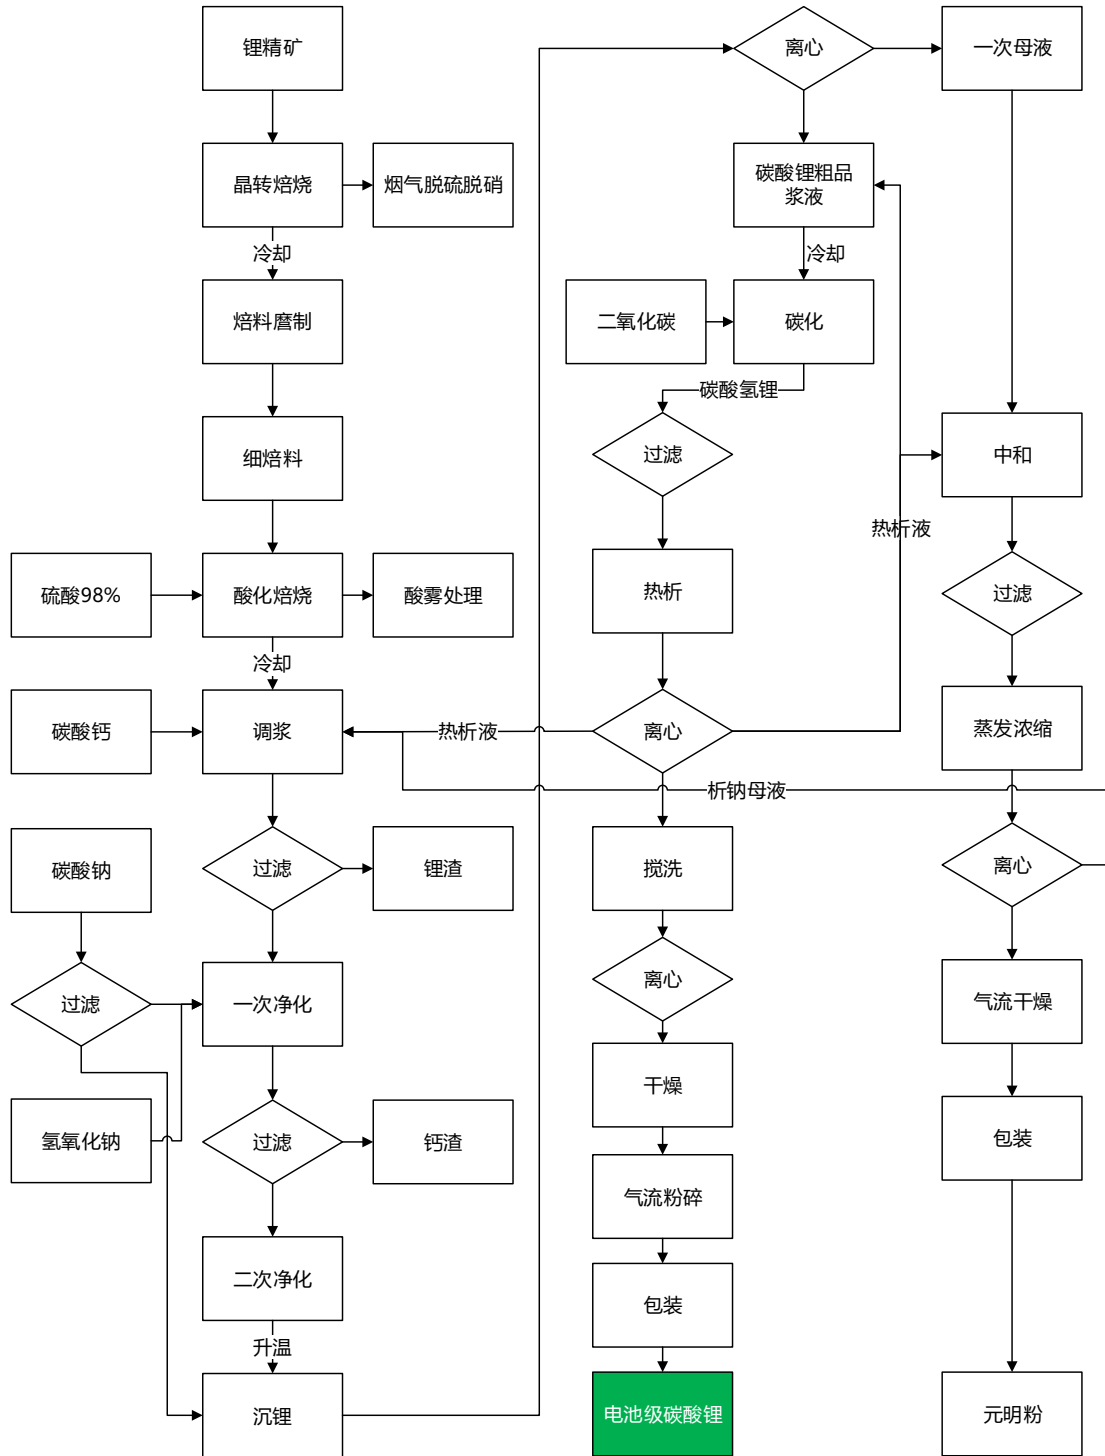 锂精矿
离心
一次母液
晶转焙烧
烟气脱硫脱硝
碳酸锂粗品
浆液
冷却
冷却
焙料磨制
二氧化碳
碳化
碳酸氢锂
细焙料
过滤
中和
热析液
硫酸98%
酸化焙烧
酸雾处理
热析
过滤
冷却
碳酸钙
调浆
热析液
离心
蒸发浓缩
析钠母液
碳酸钠
过滤
锂渣
搅洗
离心
过滤
一次净化
离心
气流干燥
干燥
氢氧化钠
过滤
钙渣
包装
气流粉碎
二次净化
包装
升温
沉锂
电池级碳酸锂
元明粉